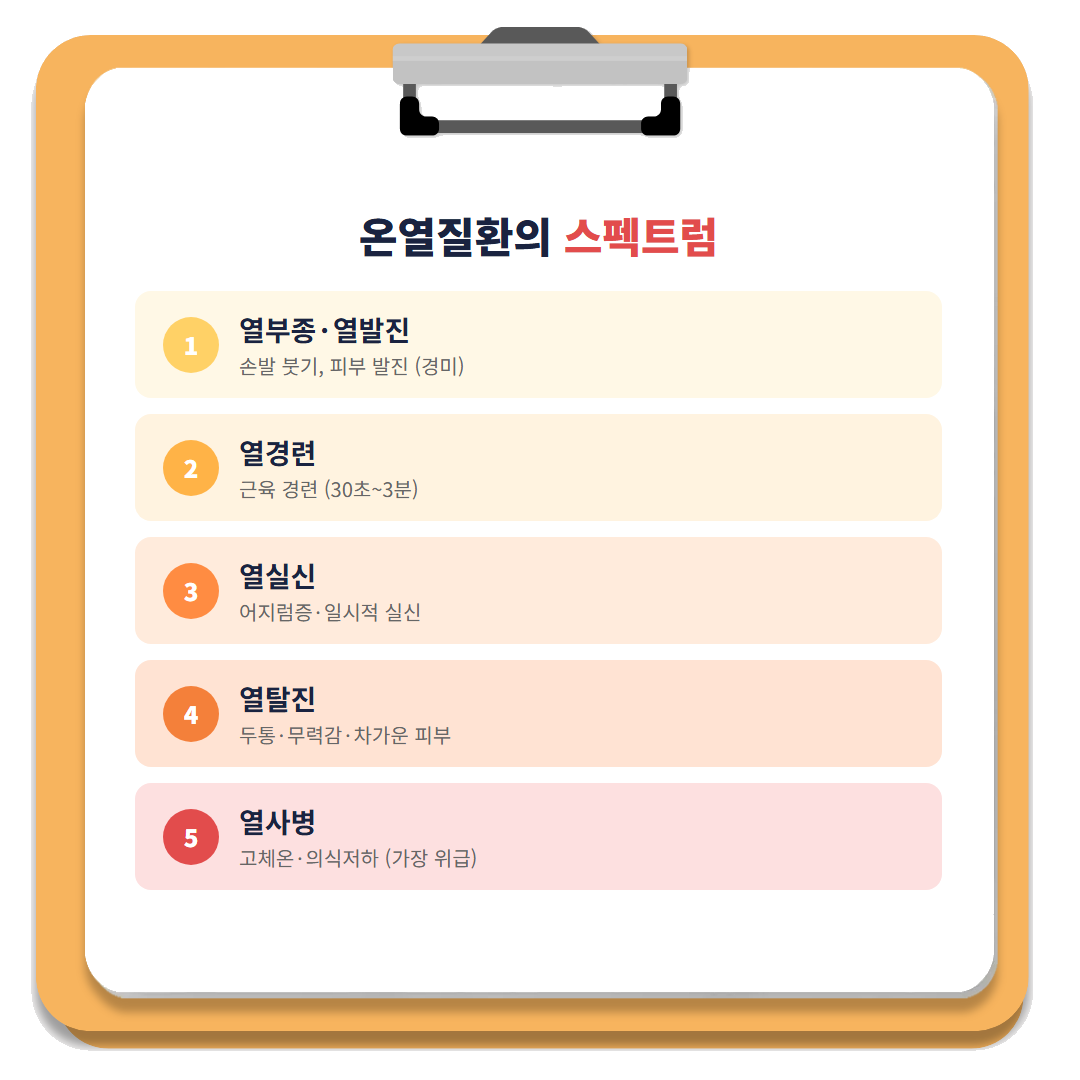 온열질환의 스펙트럼
1
열부종·열발진
손발 붓기, 피부 발진 (경미)
2
열경련
근육 경련 (30초~3분)
3
열실신
어지럼증·일시적 실신
4
열탈진
두통·무력감·차가운 피부
5
열사병
고체온·의식저하 (가장 위급)